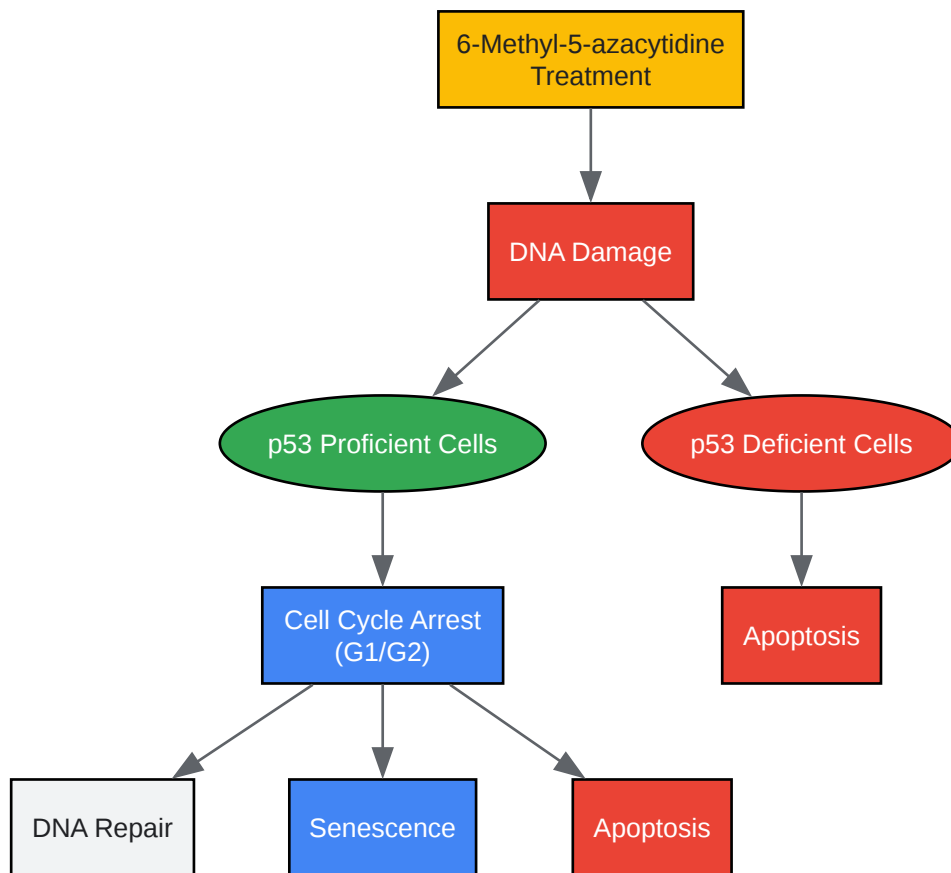 6-Methyl-5-azacytidine
Treatment
DNA Damage
p53 Proficient Cells
p53 Deficient Cells
Cell Cycle Arrest
(G1/G2)
Apoptosis
DNA Repair
Senescence
Apoptosis